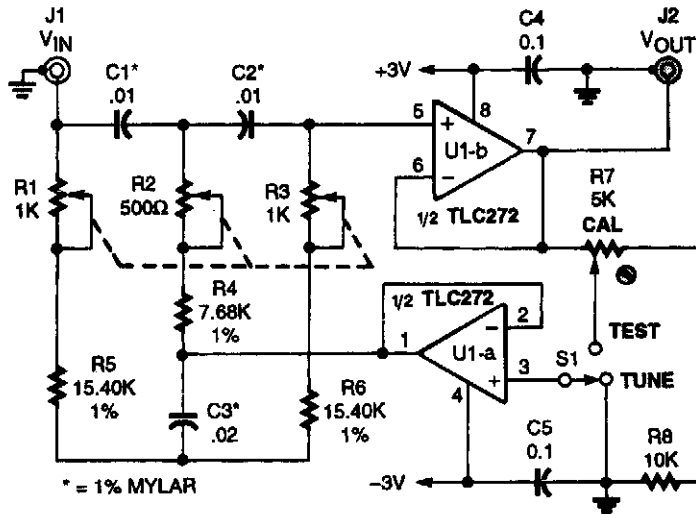 J1
VIN
C1*
.01
C2*
.01
C4
0.1
J2
VOUT
+3V
8
5
+
U1-b
7
6
−
1/2 TLC272
R1
1K
R2
500Ω
R3
1K
R7
5K
CAL
R4
7.68K
1%
1/2 TLC272
2
−
1
U1-a
+
3
4
TEST
S1
TUNE
R5
15.40K
1%
C3*
.02
R6
15.40K
1%
C5
0.1
R8
10K
−3V
* = 1% MYLAR